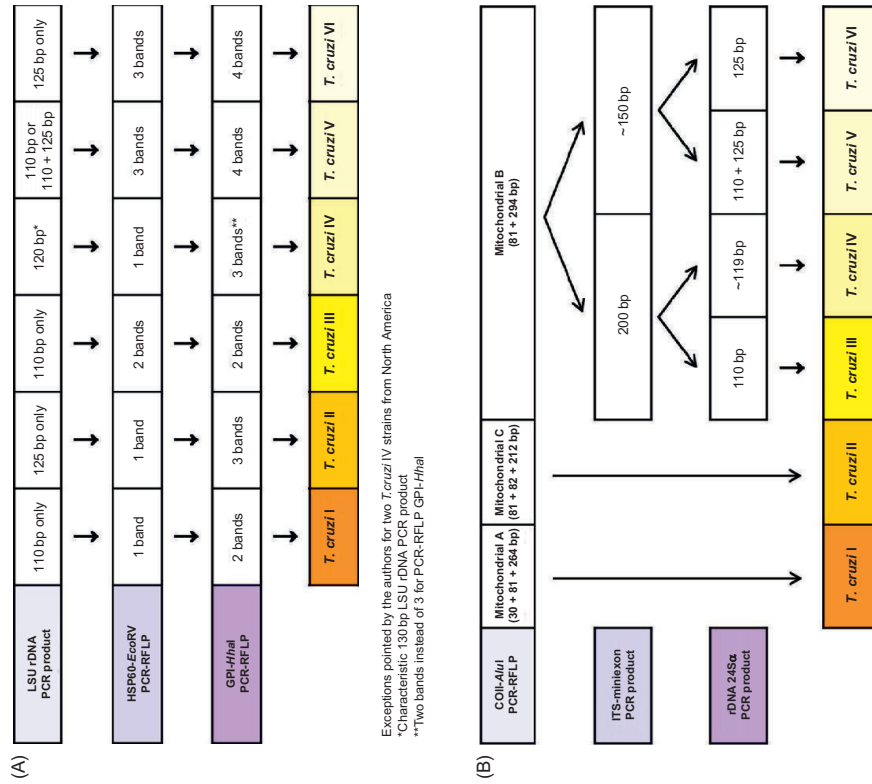 (A)
LSU rDNA
PCR product
110 bp only
125 bp only
110 bp only
120 bp*
110 bp or
110 + 125 bp
125 bp only
HSP60-EcoRV
PCR-RFLP
1 band
1 band
2 bands
1 band
3 bands
3 bands
GPI-HhaI
PCR-RFLP
2 bands
3 bands
2 bands
3 bands**
4 bands
4 bands
T. cruzi I
T. cruzi II
T. cruzi III
T. cruzi IV
T. cruzi V
T. cruzi VI
Exceptions pointed by the authors for two T.cruzi IV strains from North America
*Characteristic 130 bp LSU rDNA PCR product
**Two bands instead of 3 for PCR-RFLP GPI-HhaI
(B)
COII-AluI
PCR-RFLP
Mitochondrial A
(30 + 81 + 264 bp)
Mitochondrial C
(81 + 82 + 212 bp)
Mitochondrial B
(81 + 294 bp)
ITS-miniexon
PCR product
200 bp
~150 bp
rDNA 24Sα
PCR product
110 bp
~119 bp
110 + 125 bp
125 bp
T. cruzi I
T. cruzi II
T. cruzi III
T. cruzi IV
T. cruzi V
T. cruzi VI